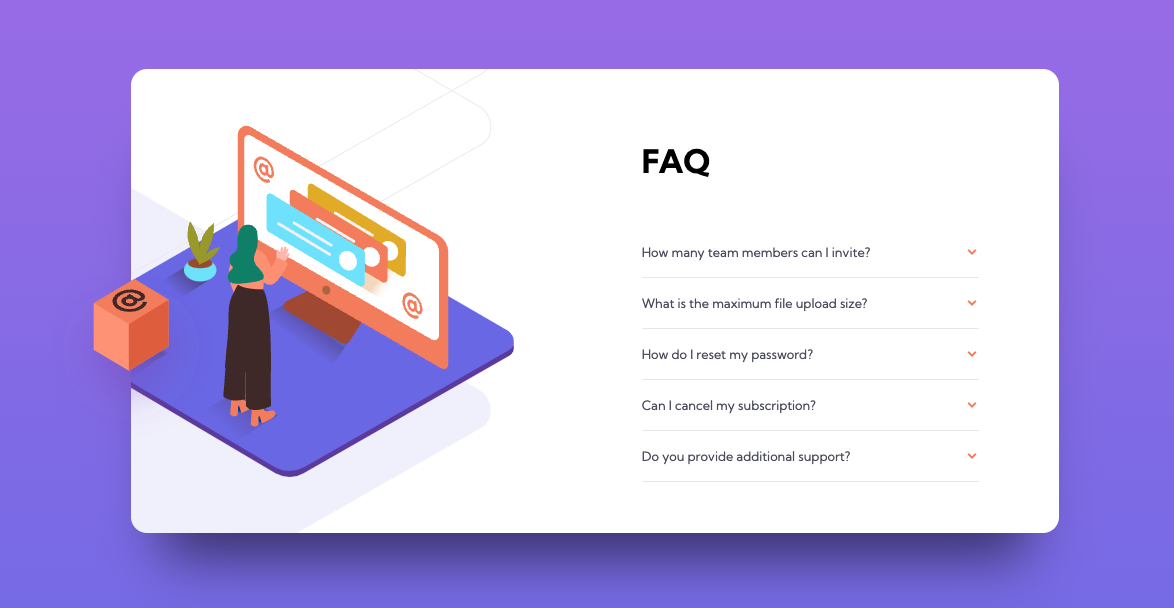 @
@
@
FAQ
How many team members can I invite?
What is the maximum file upload size?
How do I reset my password?
Can I cancel my subscription?
Do you provide additional support?